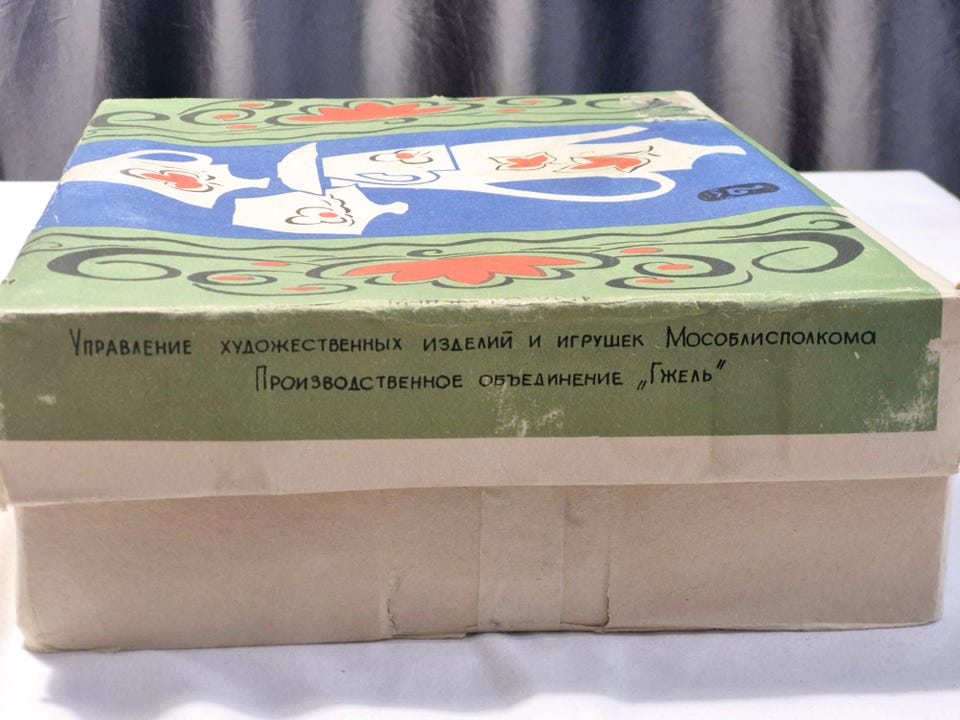 Управление художественных изделий и игрушек Мособлисполкома
Производственное объединение „Гжель"